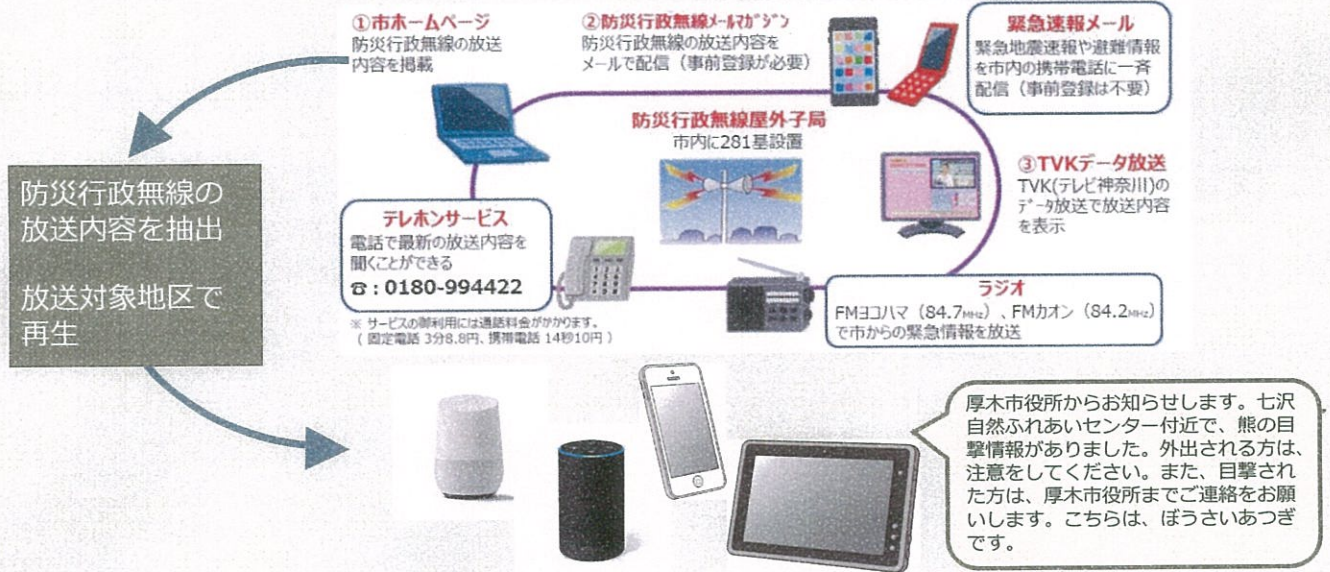 ①市ホームページ
防災行政無線の放送
内容を掲載
②防災行政無線ﾒｰﾙﾏｶﾞｼﾞﾝ
防災行政無線の放送内容を
メールで配信（事前登録が必要）
緊急速報メール
緊急地震速報や避難情報
を市内の携帯電話に一斉
配信（事前登録は不要）
防災行政無線屋外子局
市内に281基設置
③TVKデータ放送
TVK(テレビ神奈川)の
ﾃﾞｰﾀ放送で放送内容
を表示
防災行政無線の
放送内容を抽出
放送対象地区で
再生
テレホンサービス
電話で最新の放送内容を
聞くことができる
☎：0180-994422
※ サービスの御利用には通話料金がかかります。
（ 固定電話 3分8.8円、携帯電話 14秒10円 ）
ラジオ
FMヨコハマ（84.7MHz）、FMカオン（84.2MHz）
で市からの緊急情報を放送
厚木市役所からお知らせします。七沢
自然ふれあいセンター付近で、熊の目
撃情報がありました。外出される方は、
注意をしてください。また、目撃され
た方は、厚木市役所までご連絡をお願
いします。こちらは、ぼうさいあつぎ
です。